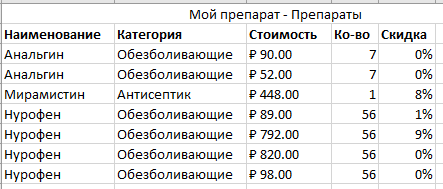 Мой препарат - Препараты
Наименование Категория Стоимость Ко-во Скидка
Анальгин Обезболивающие ₽ 90.00 7 0%
Анальгин Обезболивающие ₽ 52.00 7 0%
Мирамистин Антисептик ₽ 448.00 1 8%
Нурофен Обезболивающие ₽ 89.00 56 1%
Нурофен Обезболивающие ₽ 792.00 56 9%
Нурофен Обезболивающие ₽ 820.00 56 0%
Нурофен Обезболивающие ₽ 98.00 56 0%